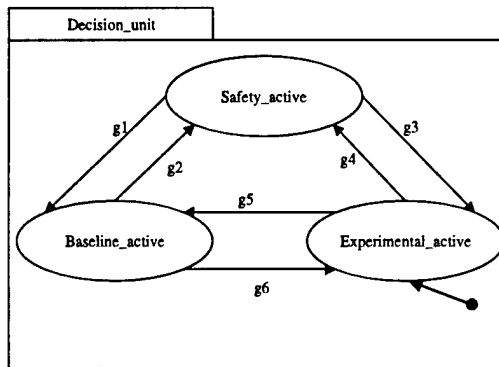 Decision_unit
Safety_active
g1
g3
g2
g4
g5
Baseline_active
Experimental_active
g6